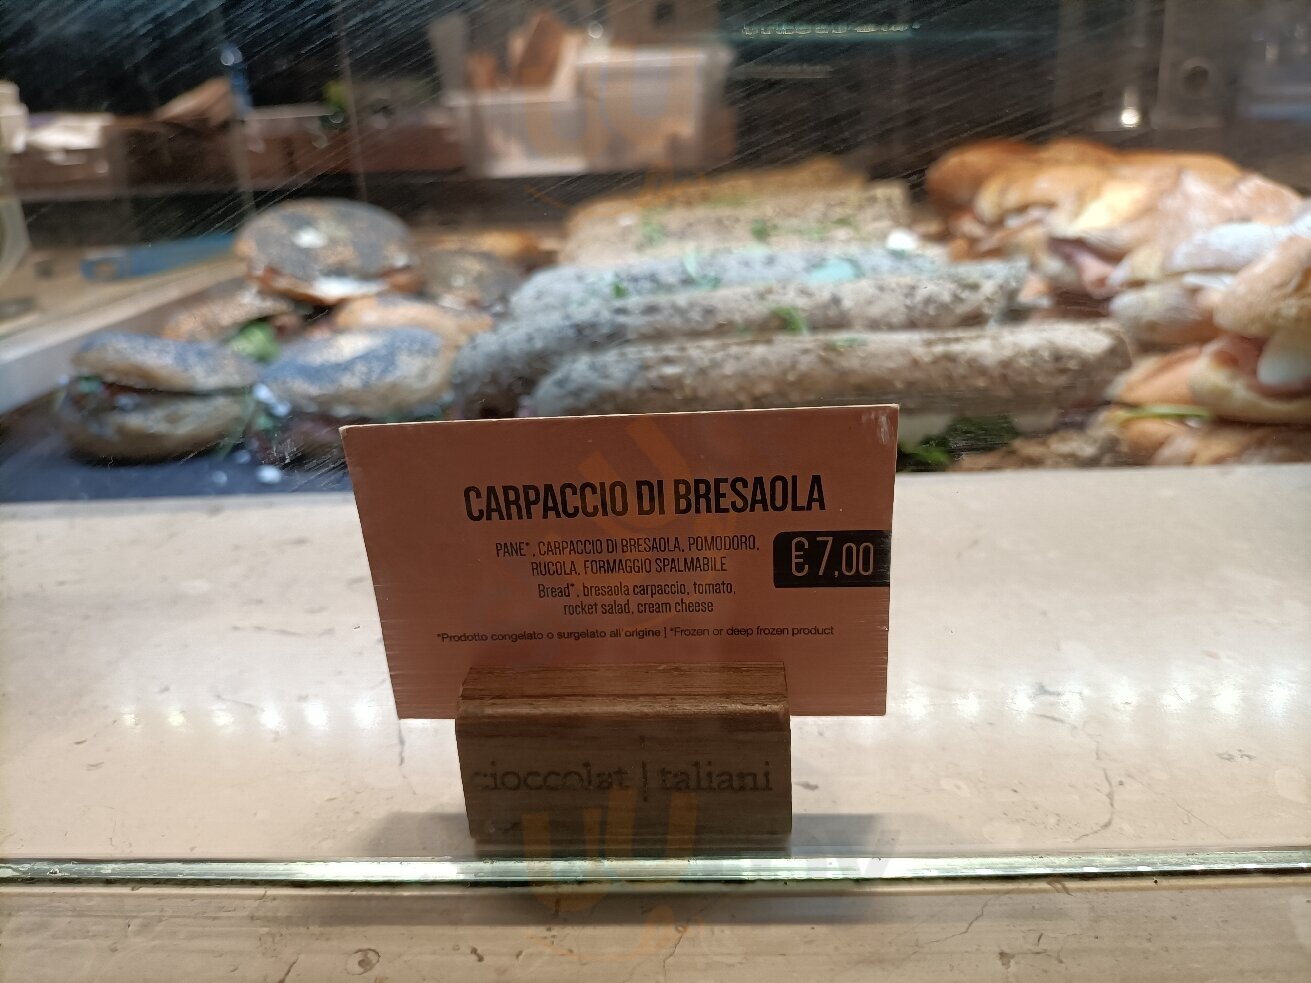 CARPACCIO DI BRESAOLA
PANE*, CARPACCIO DI BRESAOLA, POMODORO,
RUCOLA, FORMAGGIO SPALMABILE
€7,00
Bread*, bresaola carpaccio, tomato,
rocket salad, cream cheese
*Prodotto congelato o surgelato all'origine | *Frozen or deep frozen product
cioccolat | taliani